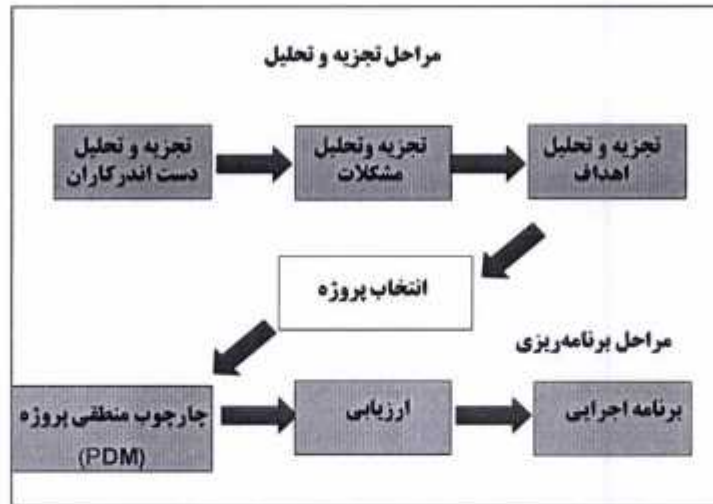 مراحل تجزیه و تحلیل
تجزیه و تحلیل
دست اندرکاران
تجزیه وتحلیل
مشکلات
تجزیه و تحلیل
اهداف
انتخاب پروژه
مراحل برنامه‌ریزی
چارچوب منطقی پروژه
(PDM)
ارزیابی
برنامه اجرایی